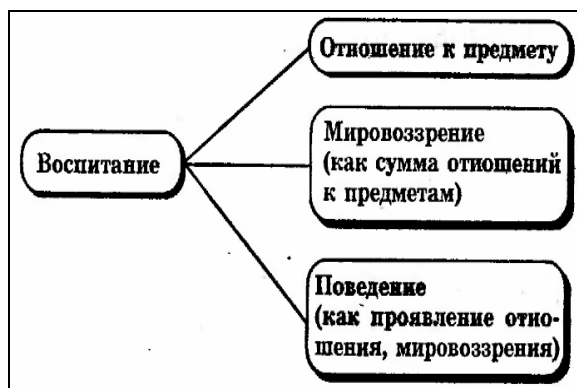 Отношение к предмету
Мировоззрение
(как сумма отношений
к предметам)
Воспитание
Поведение
(как проявление отно-
шения, мировоззрения)